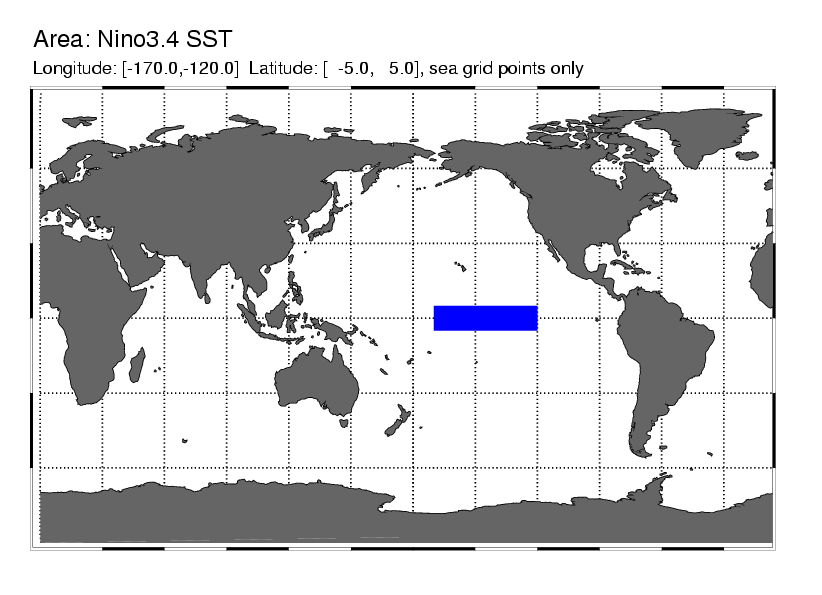 Area: Nino3.4 SST
Longitude: [-170.0,-120.0]  Latitude: [  -5.0,   5.0], sea grid points only